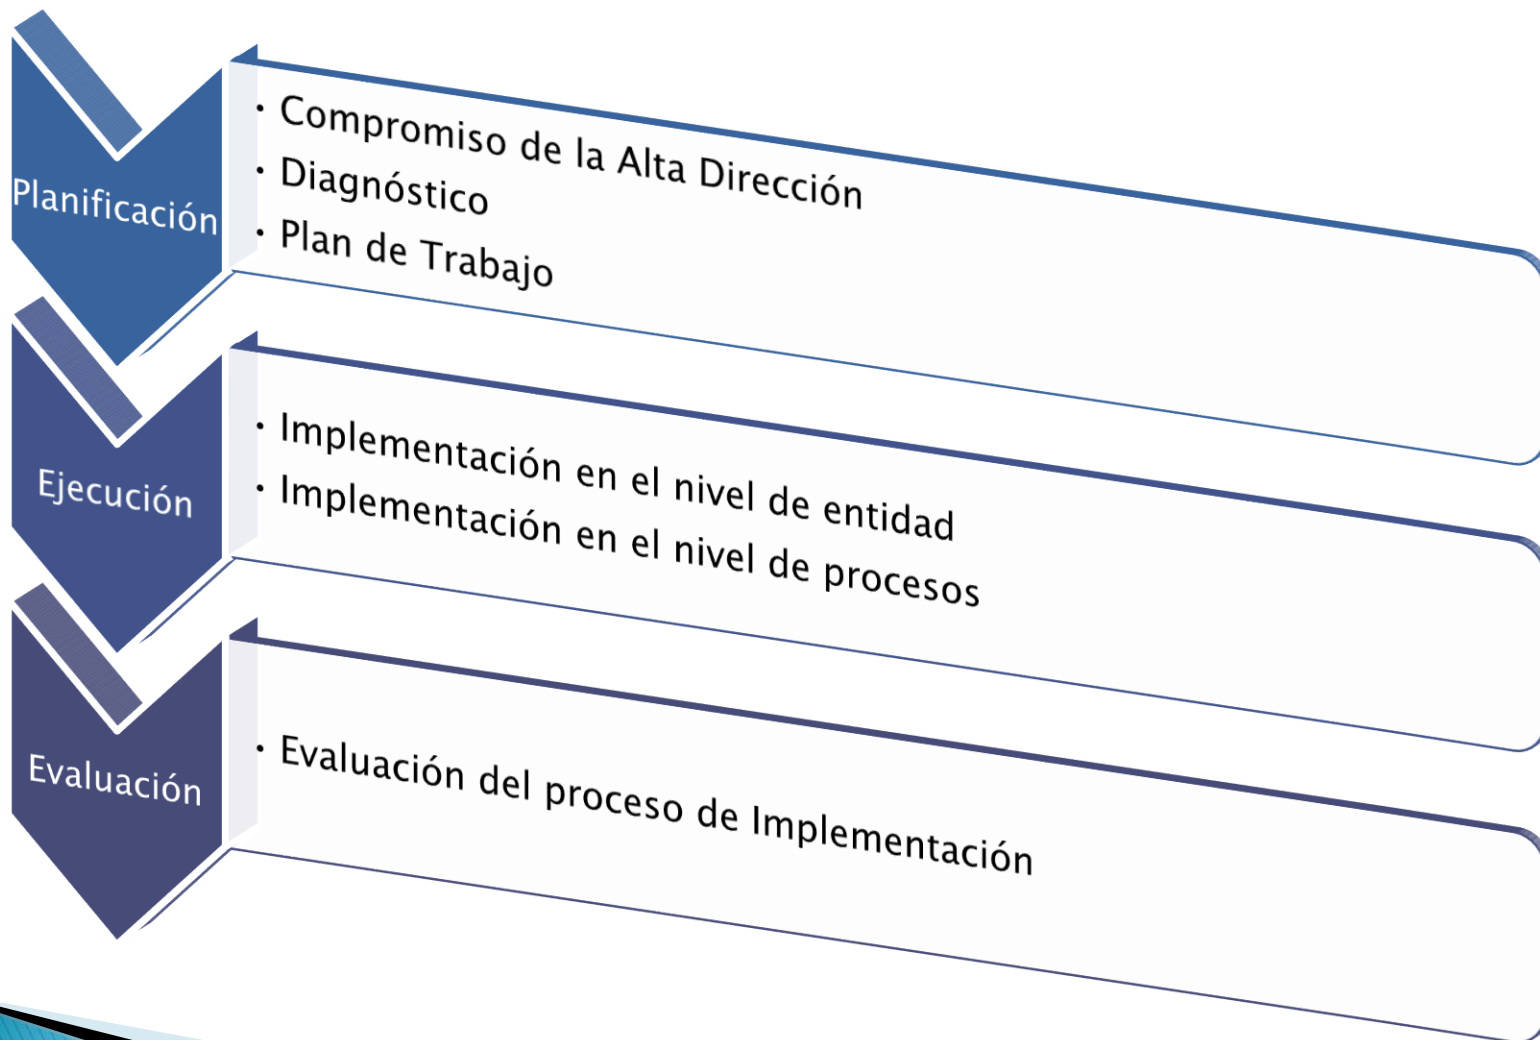 Planificación
• Compromiso de la Alta Dirección
• Diagnóstico
• Plan de Trabajo
Ejecución
• Implementación en el nivel de entidad
• Implementación en el nivel de procesos
Evaluación
• Evaluación del proceso de Implementación